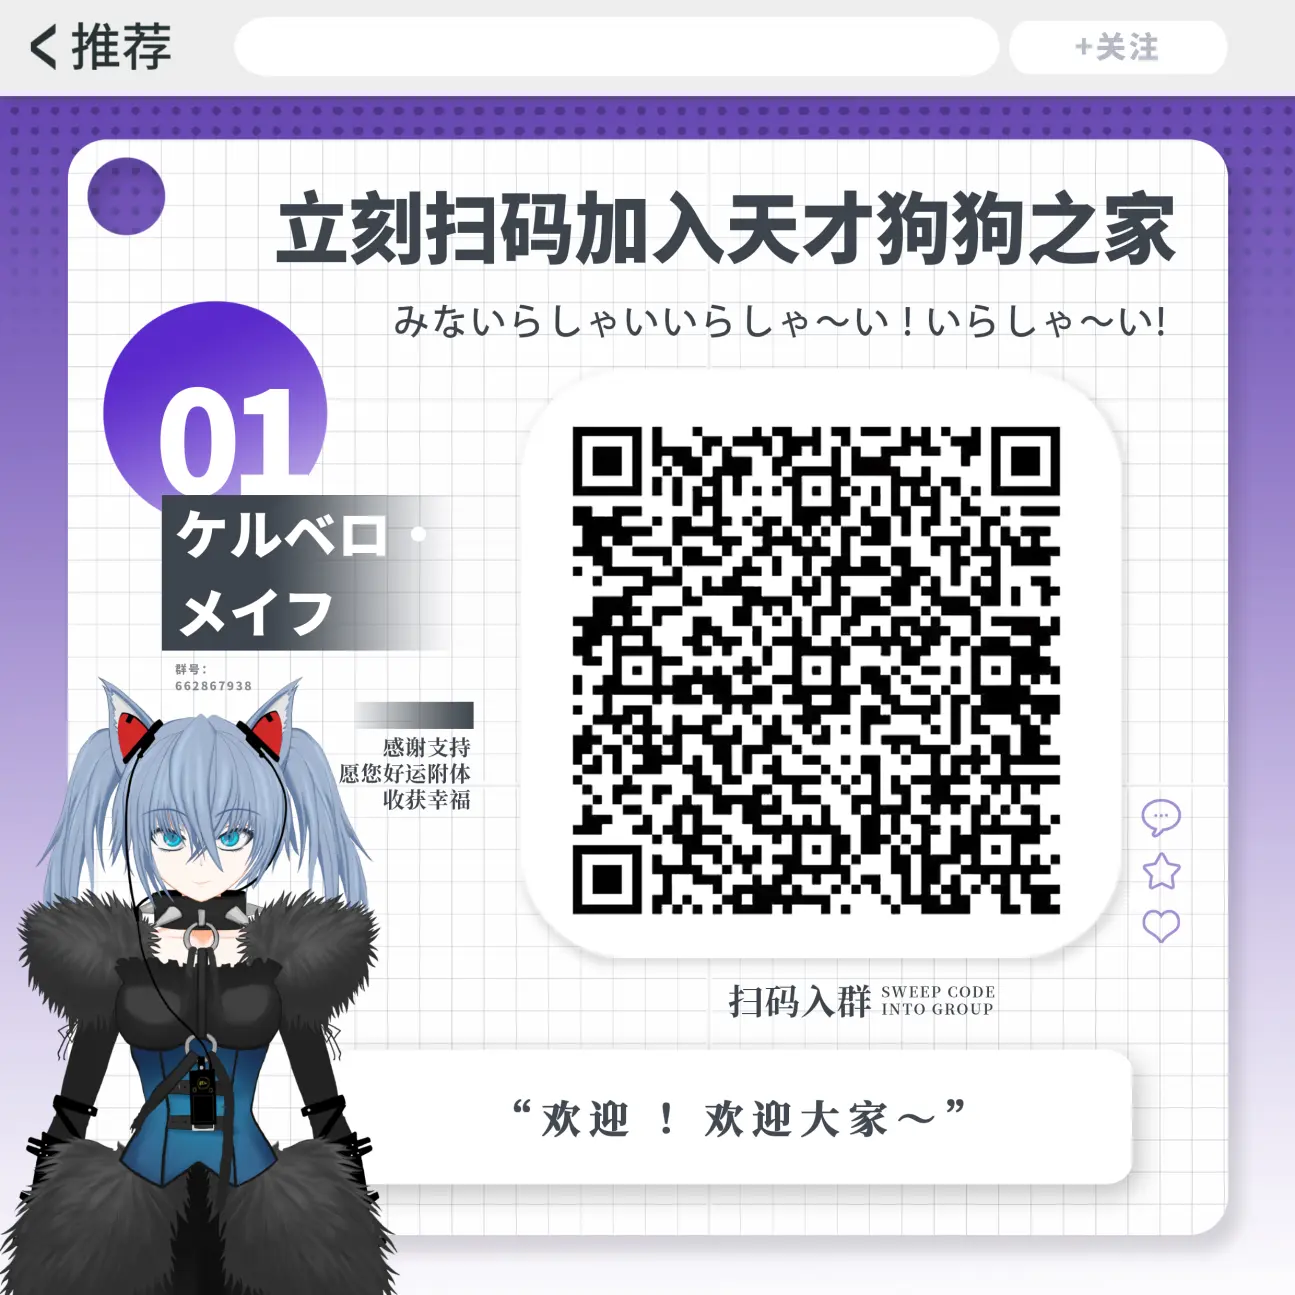 推荐
+关注
立刻扫码加入天才狗狗之家
みないらしゃいいらしゃ～い！いらしゃ～い!
01
ケルベロ・
メイフ
群号：
662867938
感谢支持
愿您好运附体
收获幸福
扫码入群
SWEEP CODE
INTO GROUP
“欢迎！欢迎大家～”